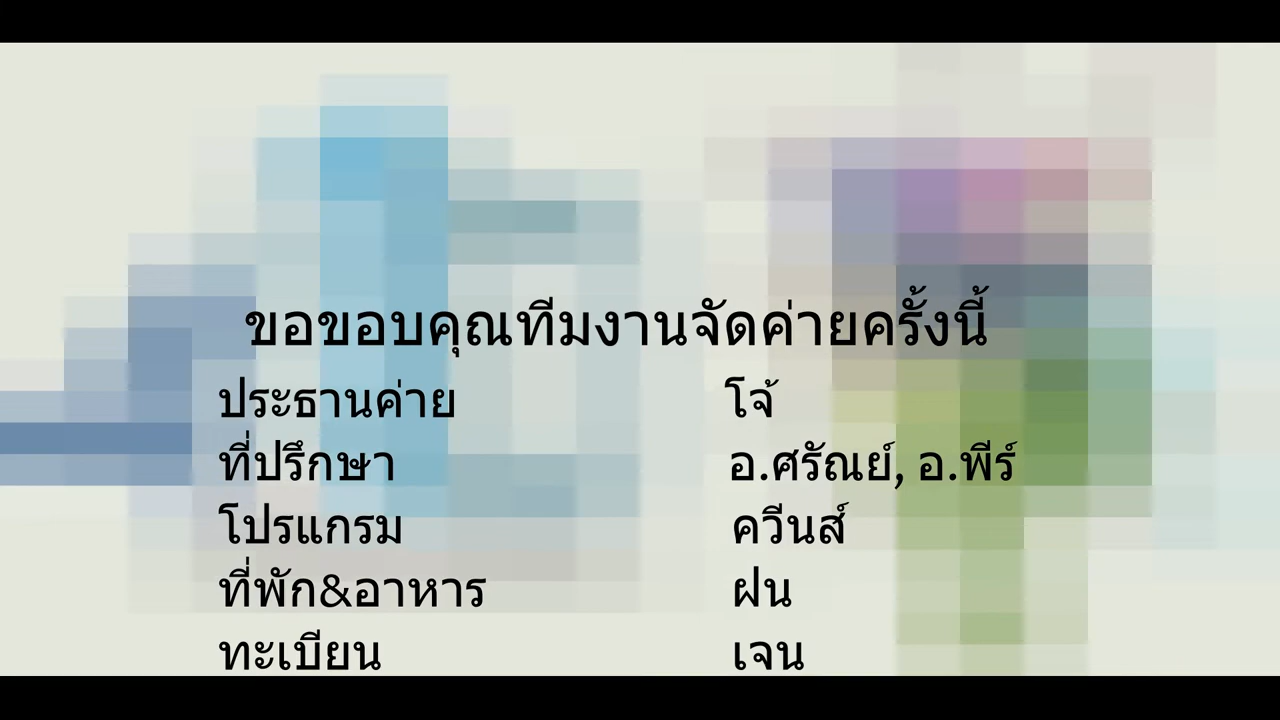 ขอขอบคุณทีมงานจัดค่ายครั้งนี้
ประธานค่าย โจ้
ที่ปรึกษา อ.ศรัณย์, อ.พีร์
โปรแกรม ควีนส์
ที่พัก&อาหาร ฝน
ทะเบียน เจน